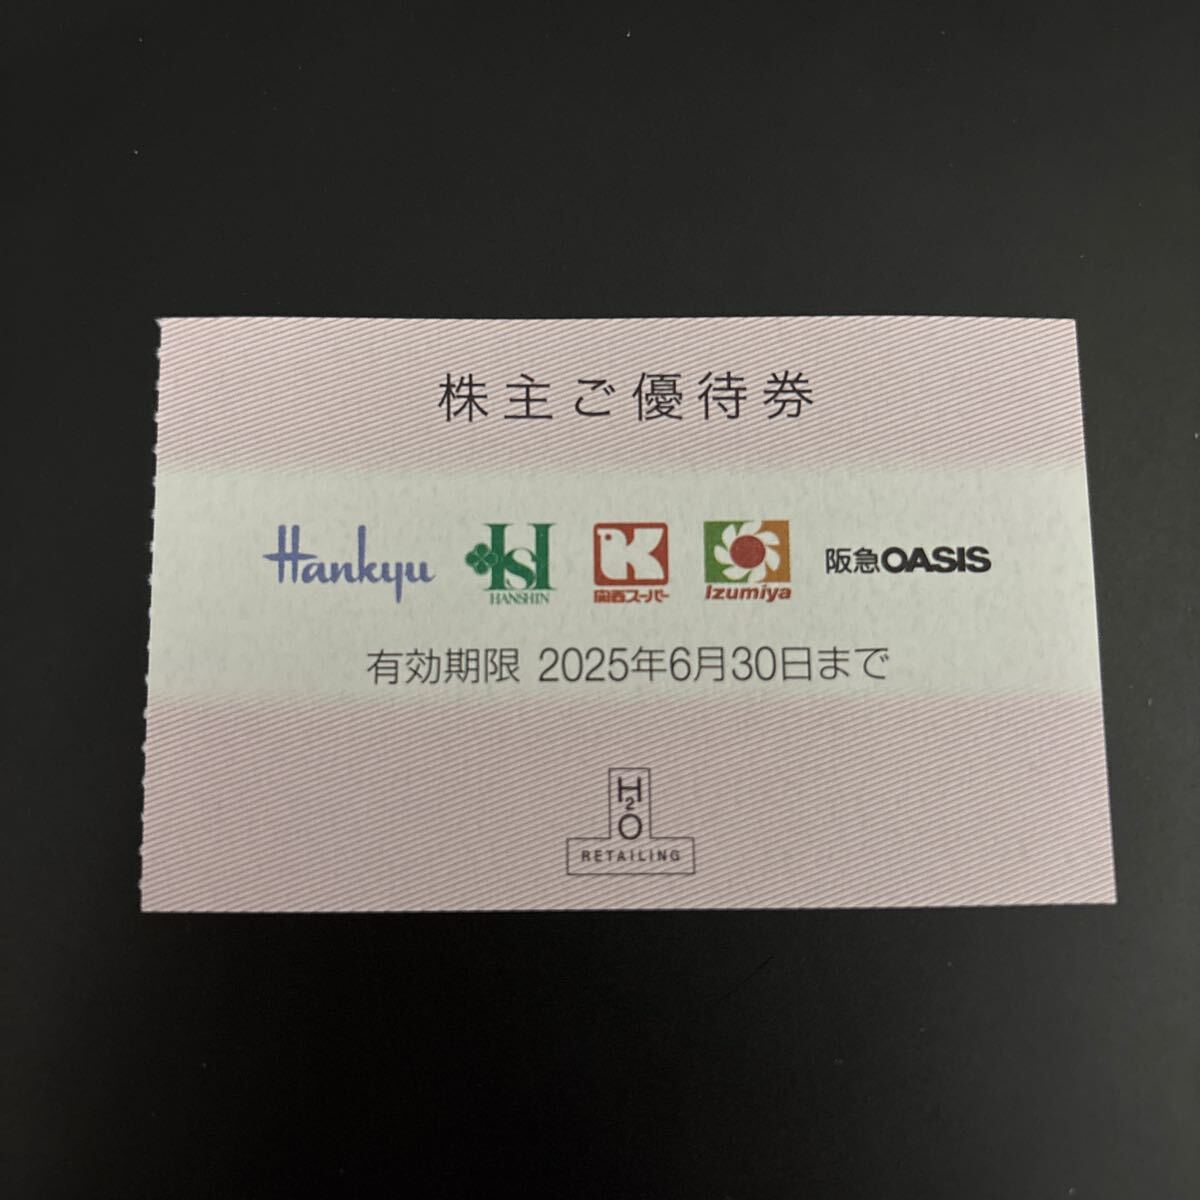 株主ご優待券
Hankyu HSH HANSHIN K 関西スーパー Izumiya 阪急OASIS
有効期限 2025年6月30日まで
H2O
RETAILING